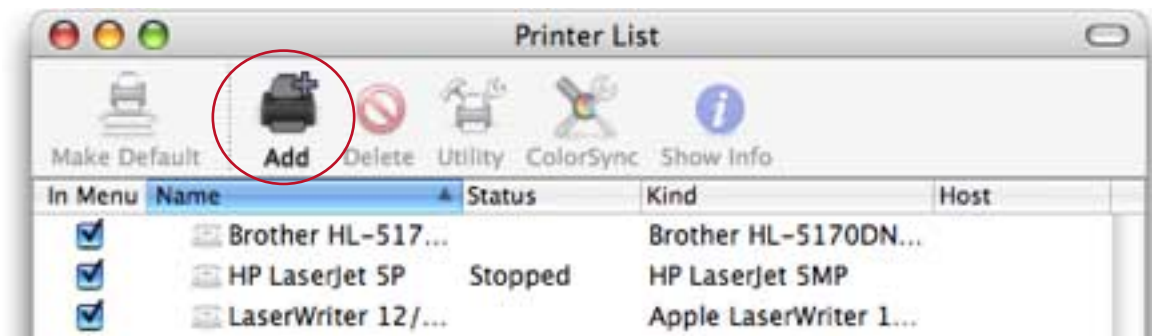 Printer List
Make Default Add Delete Utility ColorSync Show Info
In Menu Name Status Kind Host
Brother HL-517... Brother HL-5170DN...
HP LaserJet 5P Stopped HP LaserJet 5MP
LaserWriter 12/... Apple LaserWriter 1...